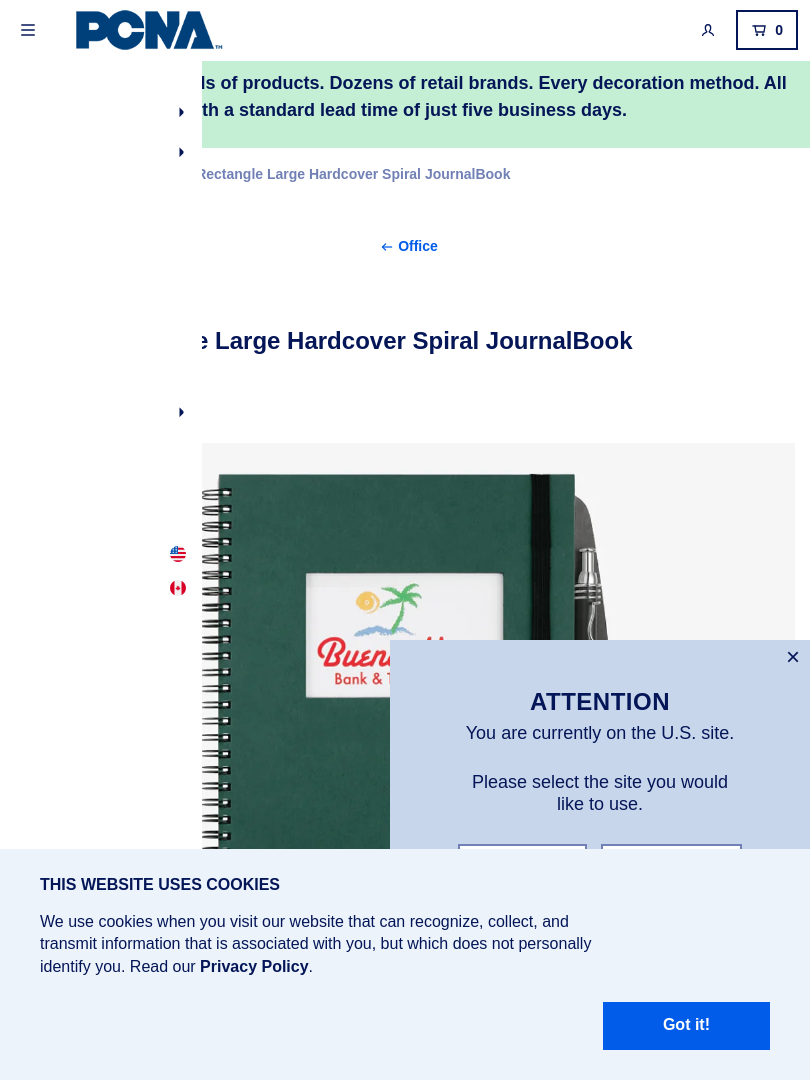 PCNA™
0
ls of products. Dozens of retail brands. Every decoration method. All
th a standard lead time of just five business days.
Rectangle Large Hardcover Spiral JournalBook
← Office
e Large Hardcover Spiral JournalBook
Bank &
ATTENTION
You are currently on the U.S. site.
Please select the site you would
like to use.
THIS WEBSITE USES COOKIES
We use cookies when you visit our website that can recognize, collect, and
transmit information that is associated with you, but which does not personally
identify you. Read our Privacy Policy.
Got it!